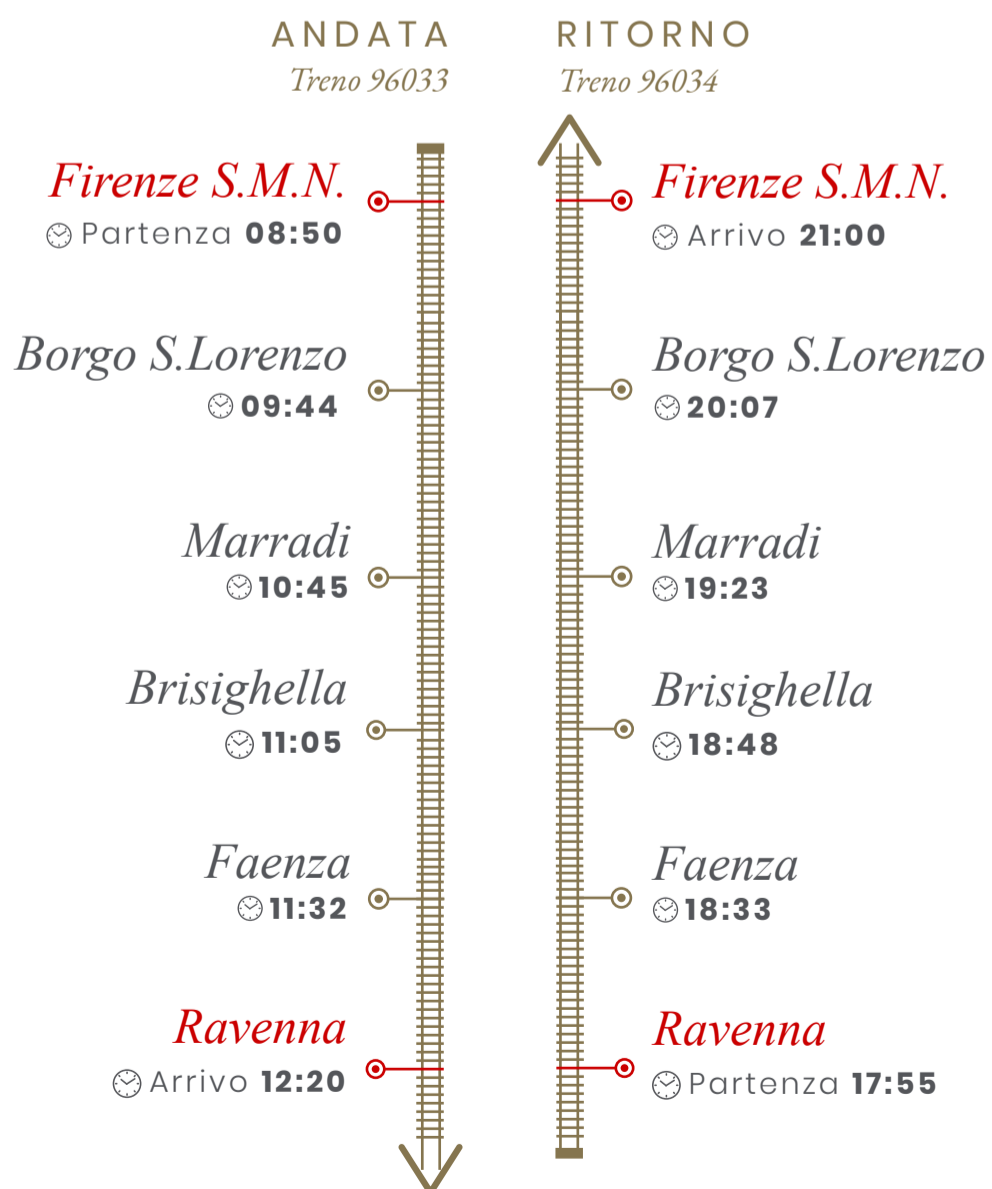 ANDATA
Treno 96033
Firenze S.M.N.
Partenza 08:50
Borgo S.Lorenzo
09:44
Marradi
10:45
Brisighella
11:05
Faenza
11:32
Ravenna
Arrivo 12:20
RITORNO
Treno 96034
Firenze S.M.N.
Arrivo 21:00
Borgo S.Lorenzo
20:07
Marradi
19:23
Brisighella
18:48
Faenza
18:33
Ravenna
Partenza 17:55